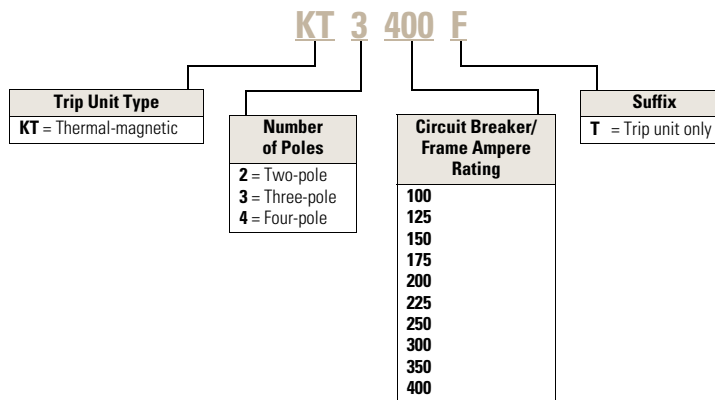 KT 3 400 F
Trip Unit Type
KT = Thermal-magnetic
Number
of Poles
2 = Two-pole
3 = Three-pole
4 = Four-pole
Circuit Breaker/
Frame Ampere
Rating
100
125
150
175
200
225
250
300
350
400
Suffix
T = Trip unit only